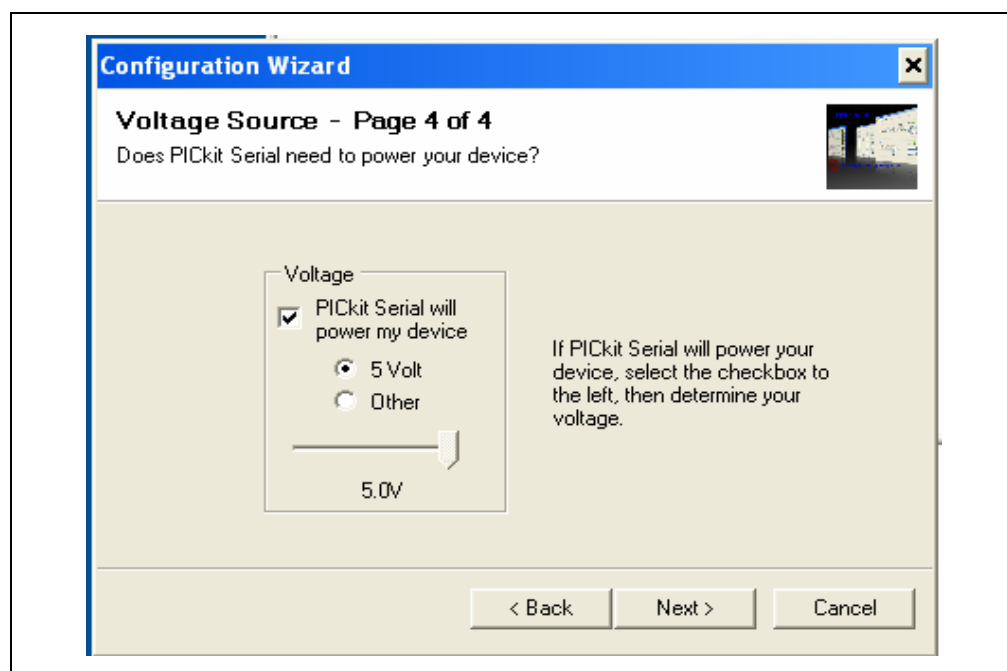 Configuration Wizard
Voltage Source - Page 4 of 4
Does PICkit Serial need to power your device?
Voltage
PICkit Serial will
power my device
5 Volt
Other
5.0V
If PICkit Serial will power your
device, select the checkbox to
the left, then determine your
voltage.
< Back
Next >
Cancel